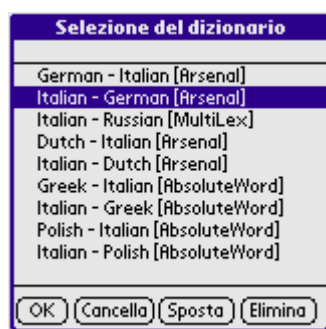 Selezione del dizionario
German - Italian [Arsenal]
Italian - German [Arsenal]
Italian - Russian [MultiLex]
Dutch - Italian [Arsenal]
Italian - Dutch [Arsenal]
Greek - Italian [AbsoluteWord]
Italian - Greek [AbsoluteWord]
Polish - Italian [AbsoluteWord]
Italian - Polish [AbsoluteWord]
OK Cancella Sposta Elimina